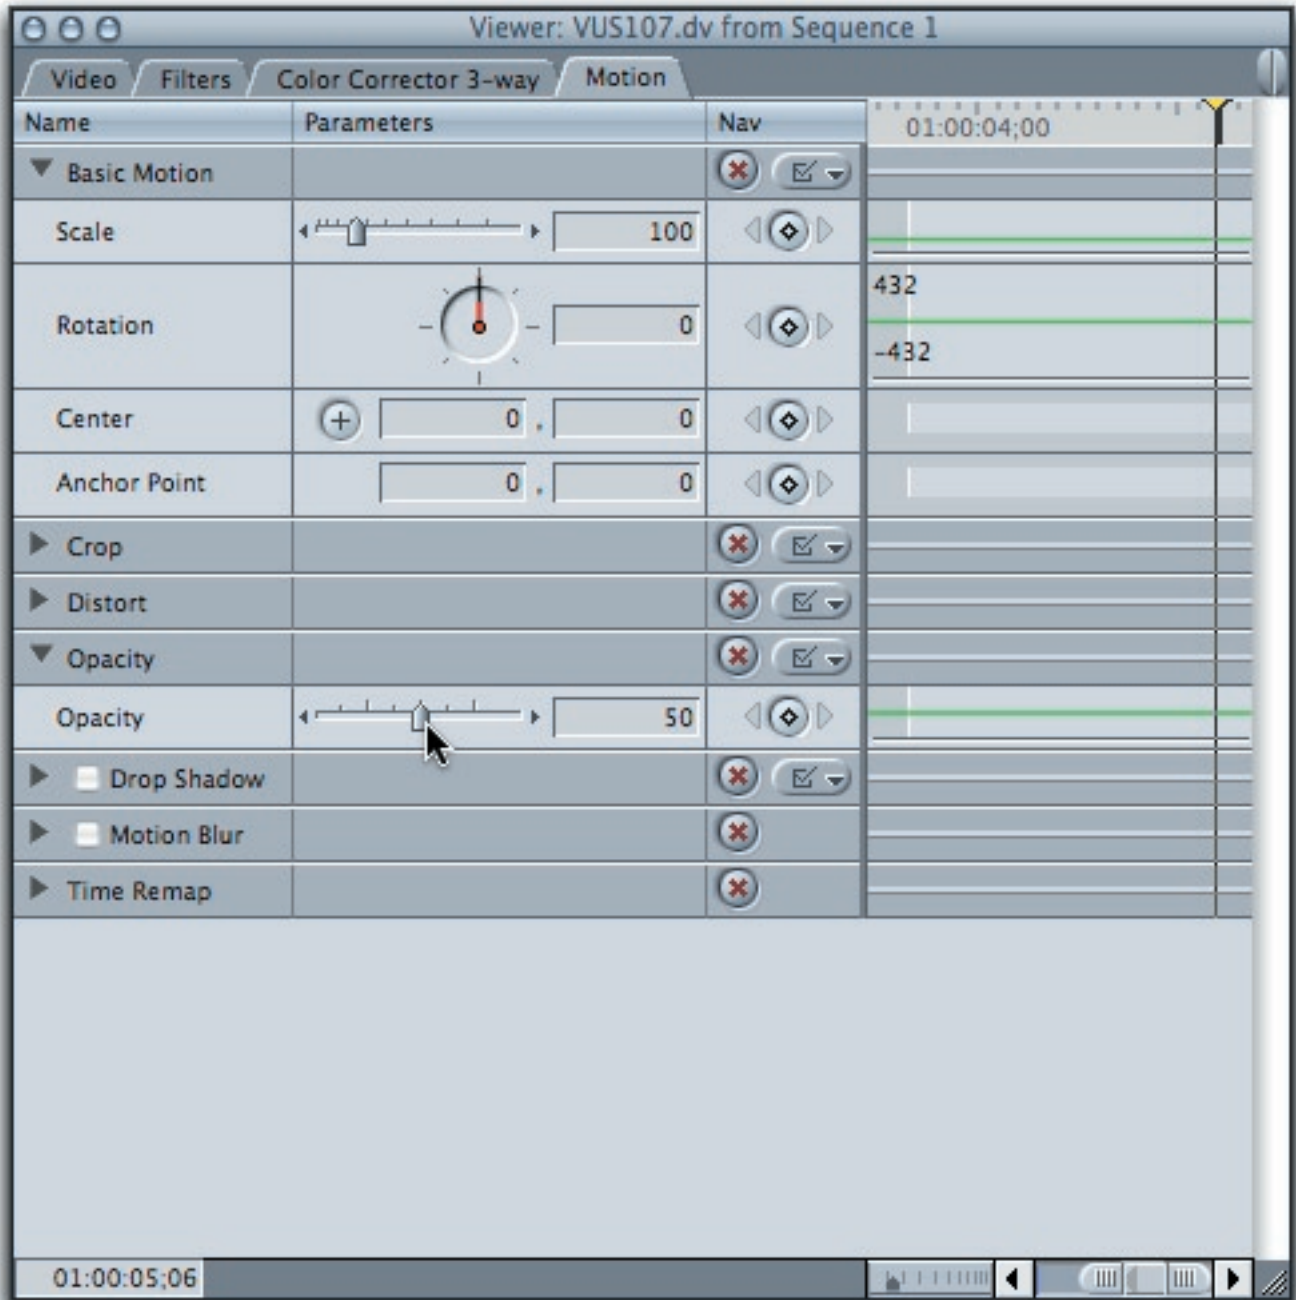 Viewer: VUS107.dv from Sequence 1
Video Filters Color Corrector 3-way Motion
Name Parameters Nav 01:00:04;00
Basic Motion
Scale 100
432
Rotation 0
-432
Center 0 , 0
Anchor Point 0 , 0
Crop
Distort
Opacity
Opacity 50
Drop Shadow
Motion Blur
Time Remap
01:00:05;06